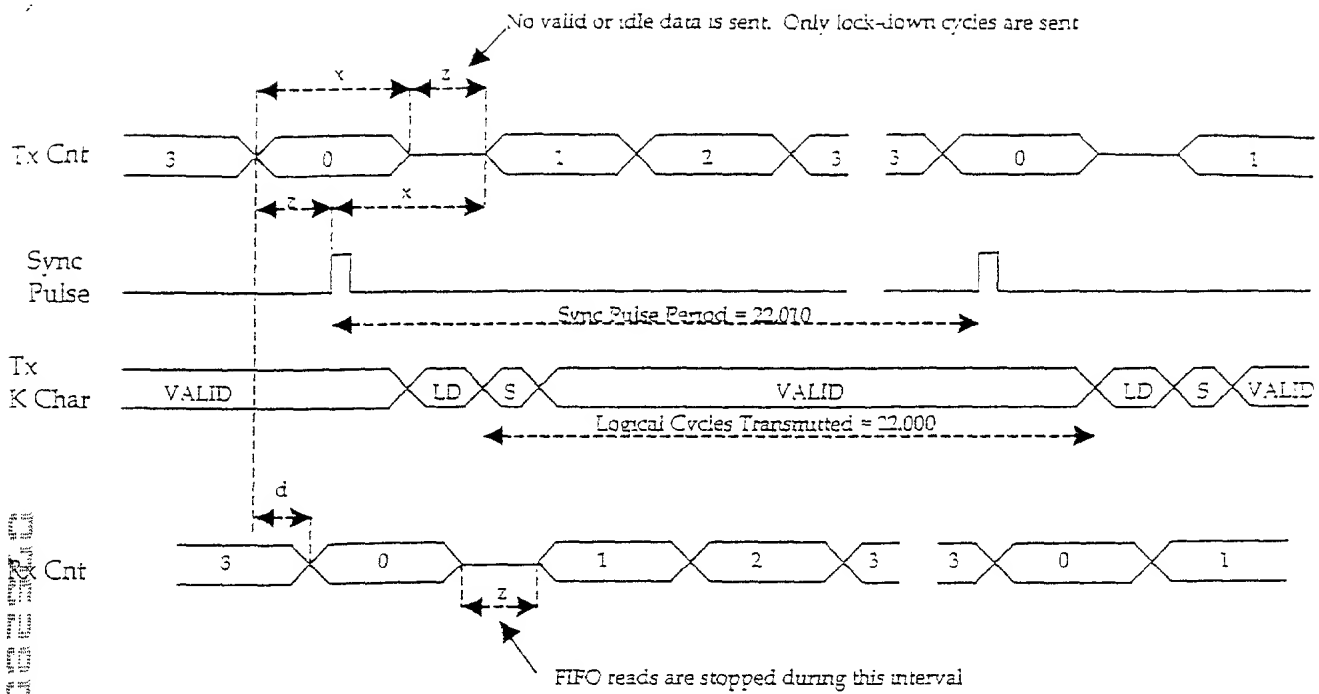 No valid or idle data is sent. Only lock-down cycles are sent
x
z
Tx Cnt
3
0
1
2
3
3
0
1
z
x
Sync
Pulse
Sync Pulse Period = 22,010
Tx
K Char
VALID
LD
S
VALID
LD
S
VALID
Logical Cycles Transmitted = 22,000
d
Rx Cnt
3
0
1
2
3
3
0
1
z
FIFO reads are stopped during this interval